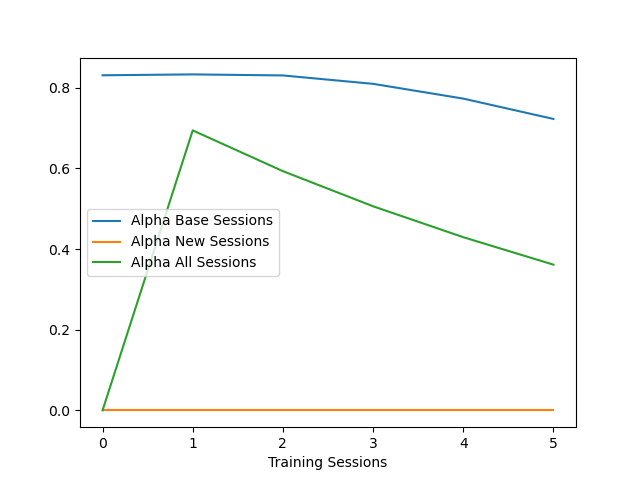 0.8
0.6
0.4
0.2
0.0
Alpha Base Sessions
Alpha New Sessions
Alpha All Sessions
0 1 2 3 4 5
Training Sessions